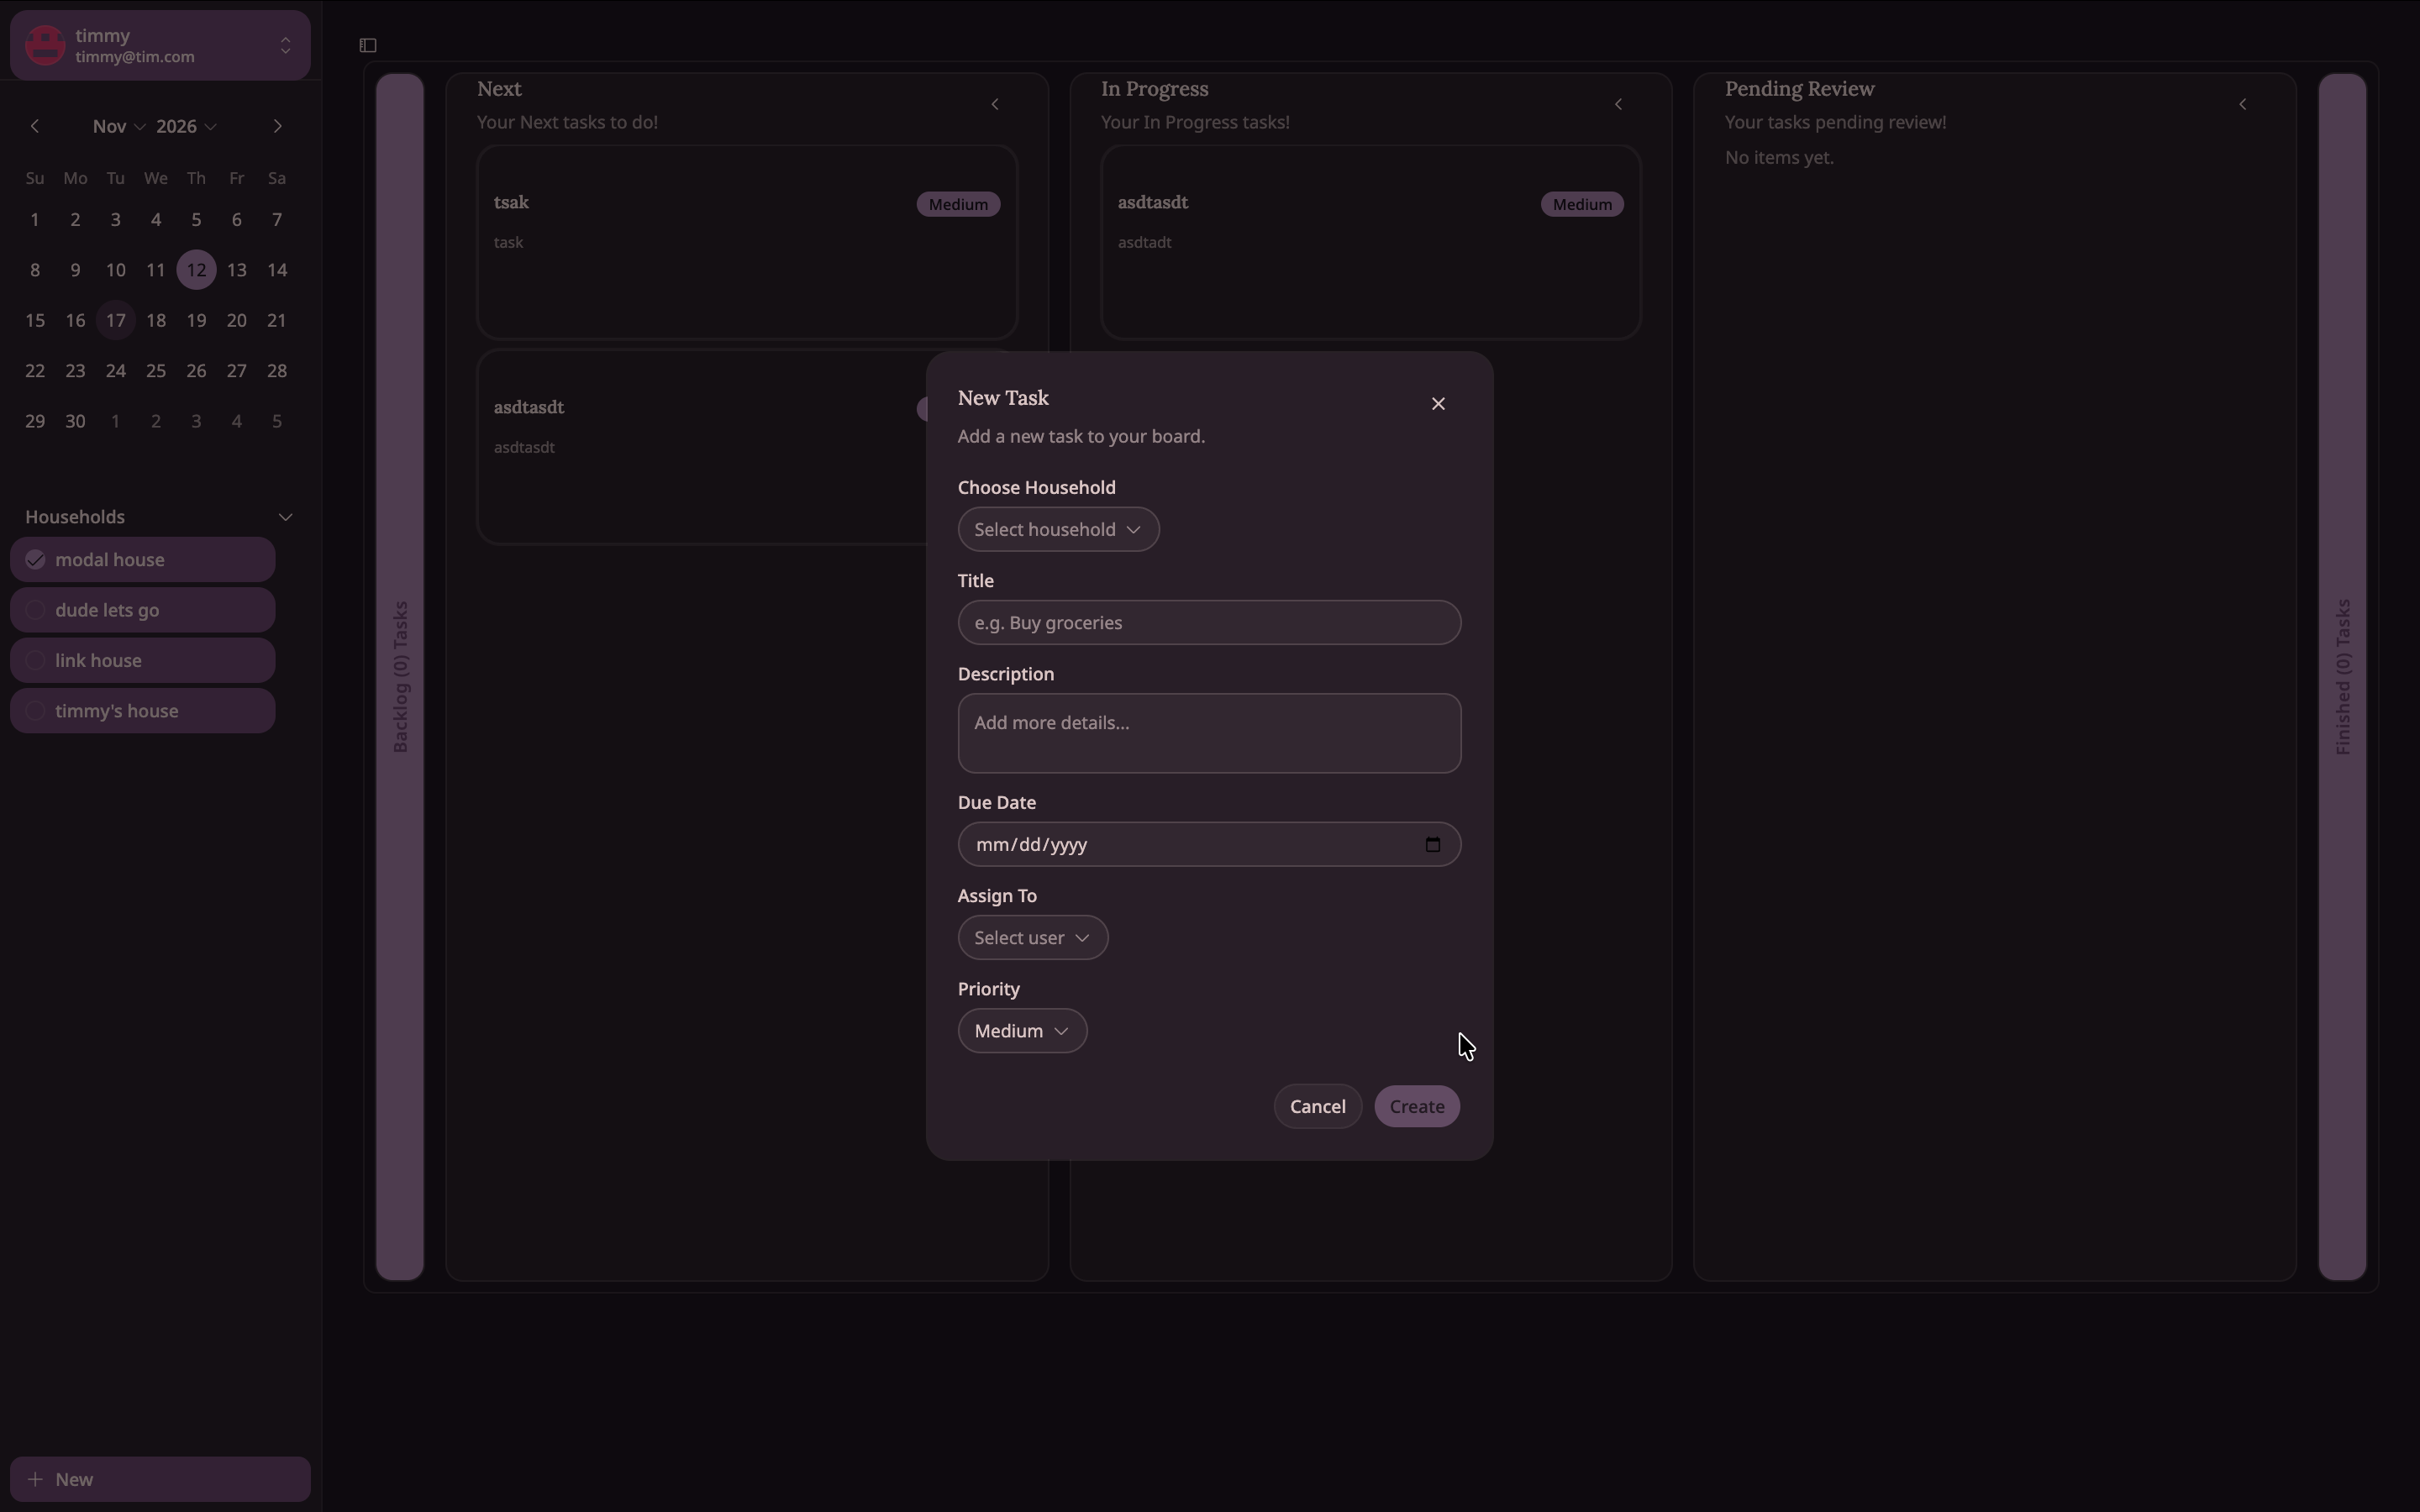 timmy
timmy@tim.com
Nov 2026
Su Mo Tu We Th Fr Sa
1 2 3 4 5 6 7
8 9 10 11 12 13 14
15 16 17 18 19 20 21
22 23 24 25 26 27 28
29 30 1 2 3 4 5
Households
modal house
dude lets go
link house
timmy's house
New
Backlog (0) Tasks
Next
Your Next tasks to do!
tsak
Medium
task
asdtasdt
asdtasdt
In Progress
Your In Progress tasks!
asdtasdt
Medium
asdtadt
Pending Review
Your tasks pending review!
No items yet.
Finished (0) Tasks
New Task
Add a new task to your board.
Choose Household
Select household
Title
e.g. Buy groceries
Description
Add more details...
Due Date
mm/dd/yyyy
Assign To
Select user
Priority
Medium
Cancel
Create